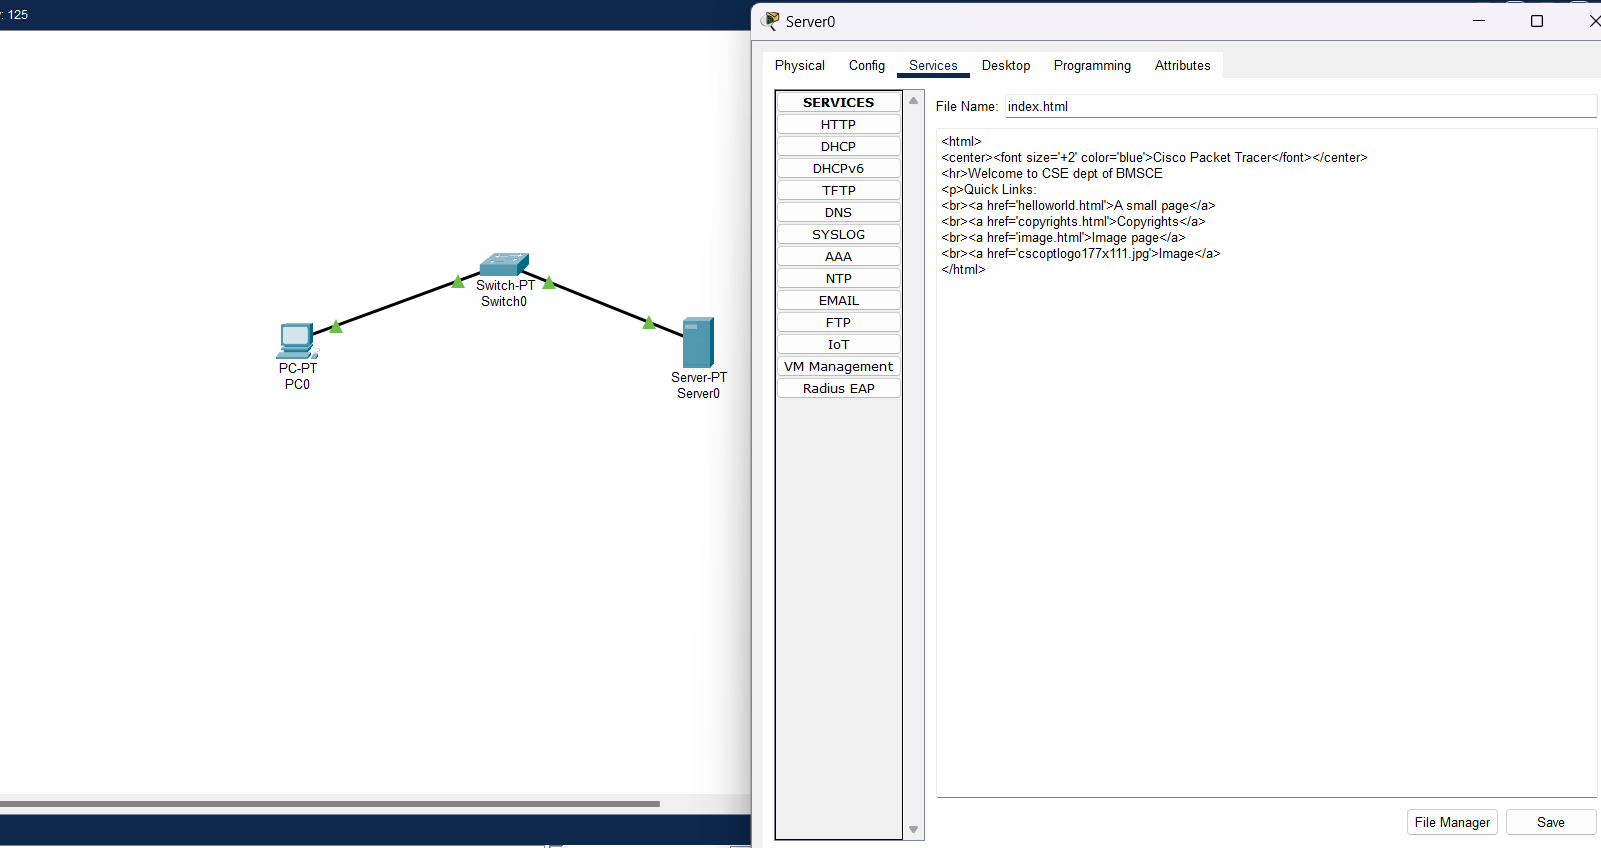 : 125
Server0
Physical Config Services Desktop Programming Attributes
SERVICES
HTTP
DHCP
DHCPv6
TFTP
DNS
SYSLOG
AAA
NTP
EMAIL
FTP
IoT
VM Management
Radius EAP
File Name: index.html
<html>
<center><font size='+2' color='blue'>Cisco Packet Tracer</font></center>
<hr>Welcome to CSE dept of BMSCE
<p>Quick Links:
<br><a href='helloworld.html'>A small page</a>
<br><a href='copyrights.html'>Copyrights</a>
<br><a href='image.html'>Image page</a>
<br><a href='cscoptlogo177x111.jpg'>Image</a>
</html>
File Manager Save
Switch-PT
Switch0
PC-PT
PC0
Server-PT
Server0